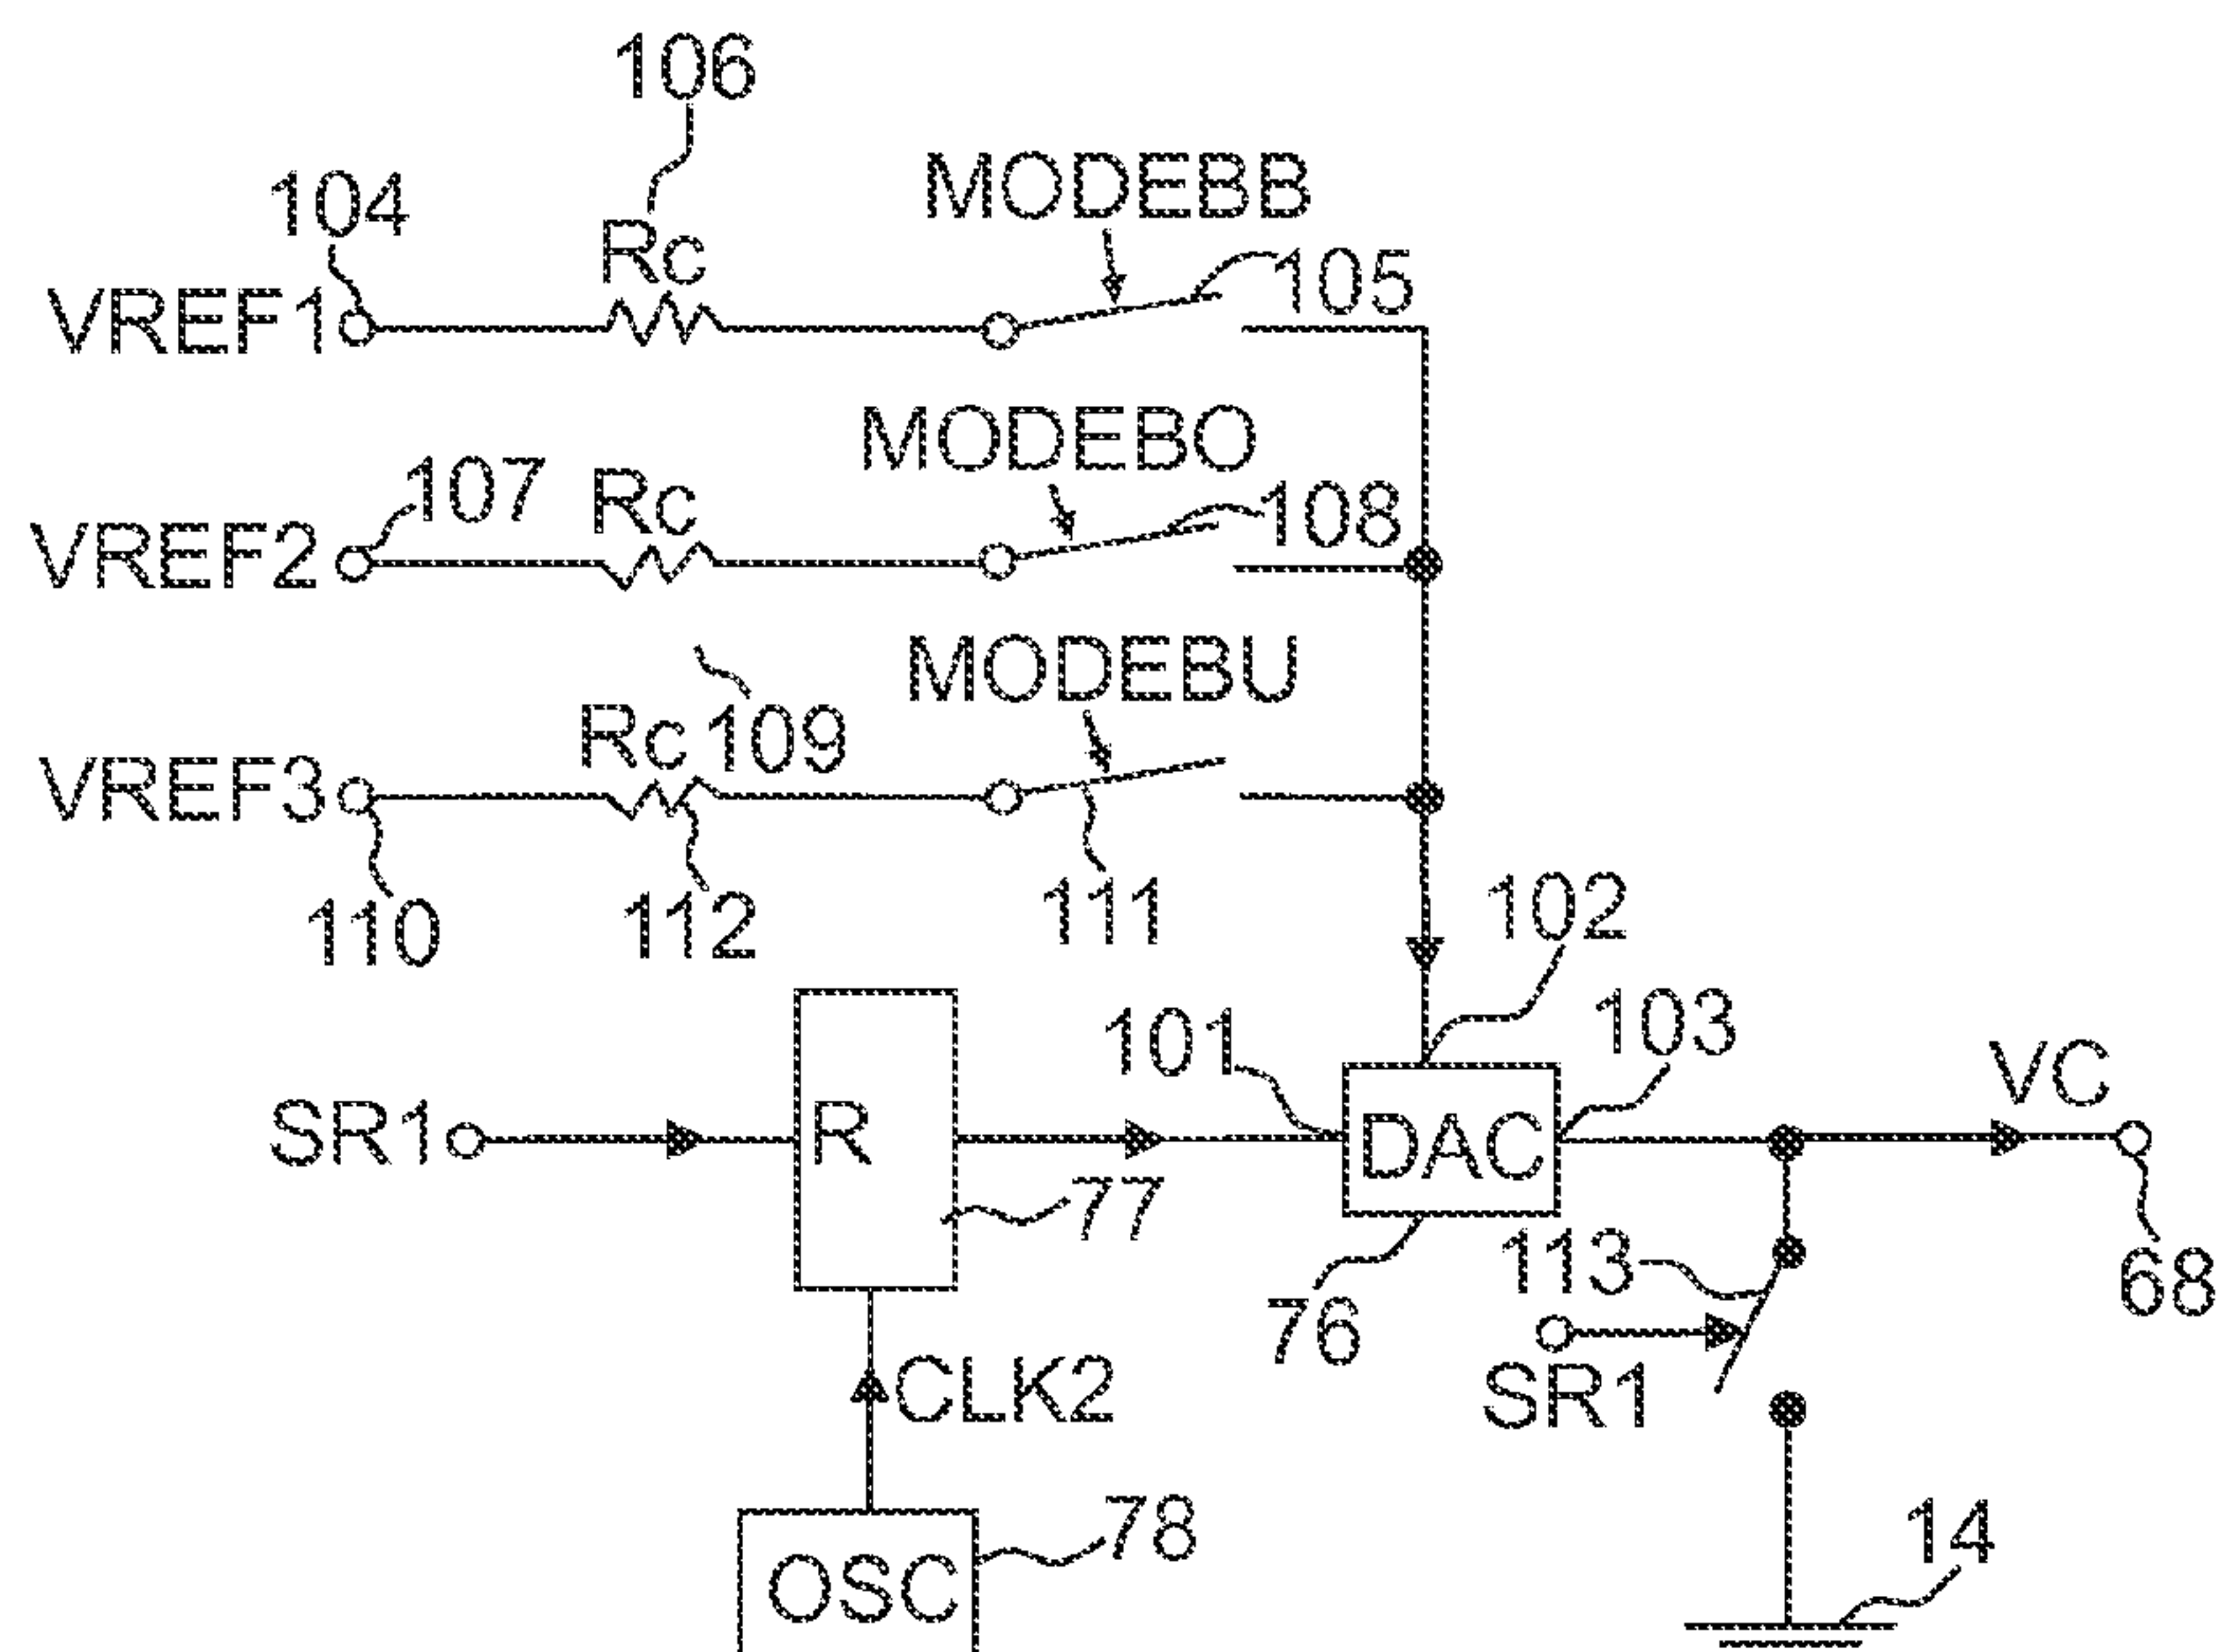 106
104
Rc
MODEBB
105
VREF1
107
Rc
MODEBO
108
VREF2
109
Rc
MODEBU
VREF3
110
112
111
102
101
103
SR1
R
DAC
VC
77
113
68
76
CLK2
SR1
78
OSC
14